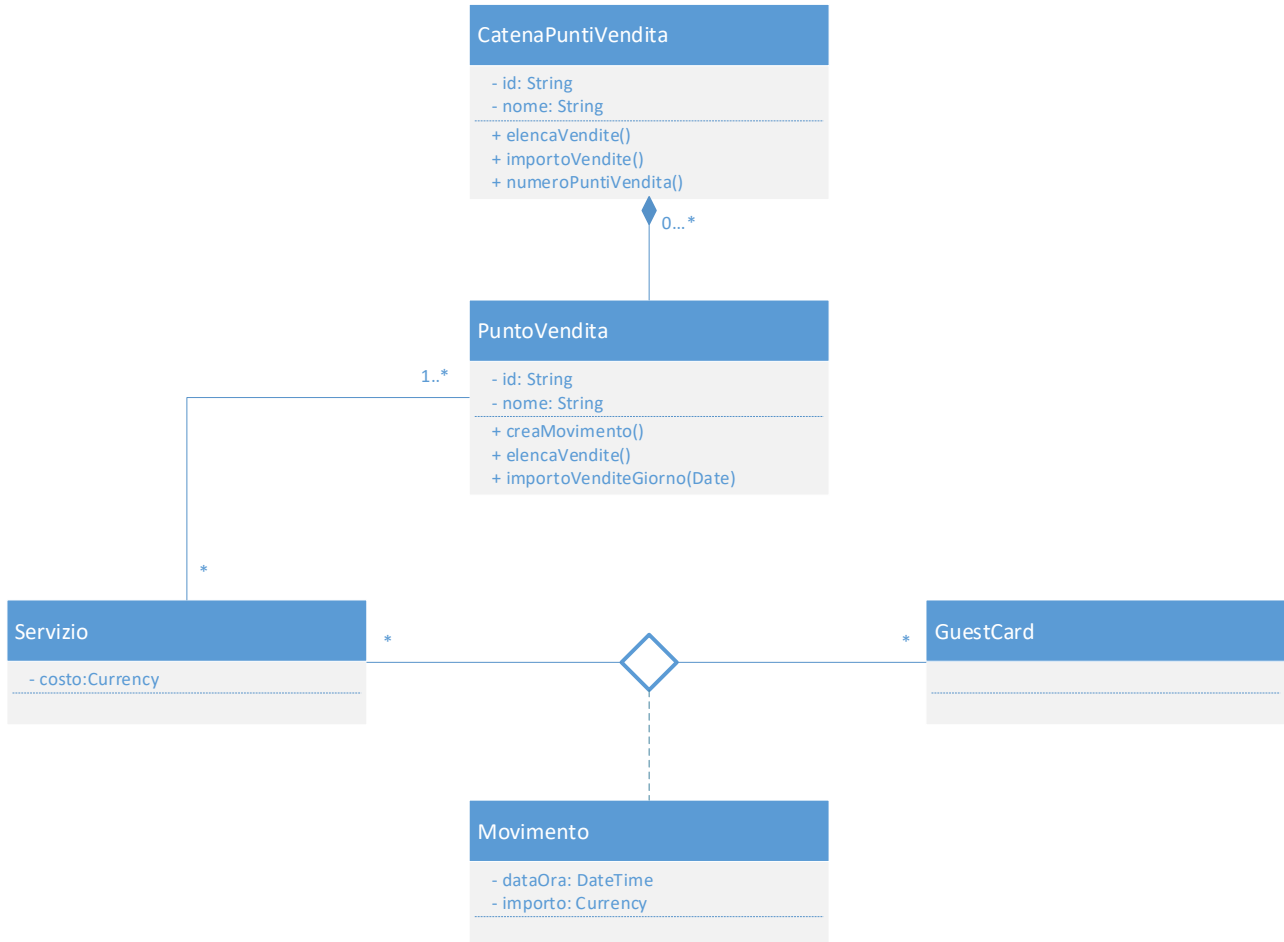 CatenaPuntiVendita
- id: String
- nome: String
+ elencaVendite()
+ importoVendite()
+ numeroPuntiVendita()
0...*
PuntoVendita
1..*
- id: String
- nome: String
+ creaMovimento()
+ elencaVendite()
+ importoVenditeGiorno(Date)
*
Servizio
- costo:Currency
*
*
GuestCard
Movimento
- dataOra: DateTime
- importo: Currency